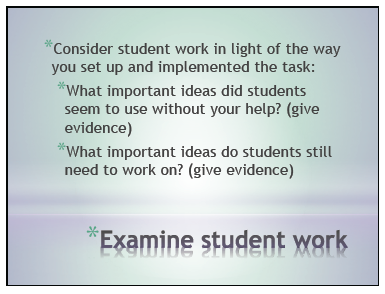 *Consider student work in light of the way
you set up and implemented the task:
*What important ideas did students
seem to use without your help? (give
evidence)
*What important ideas do students still
need to work on? (give evidence)
*Examine student work